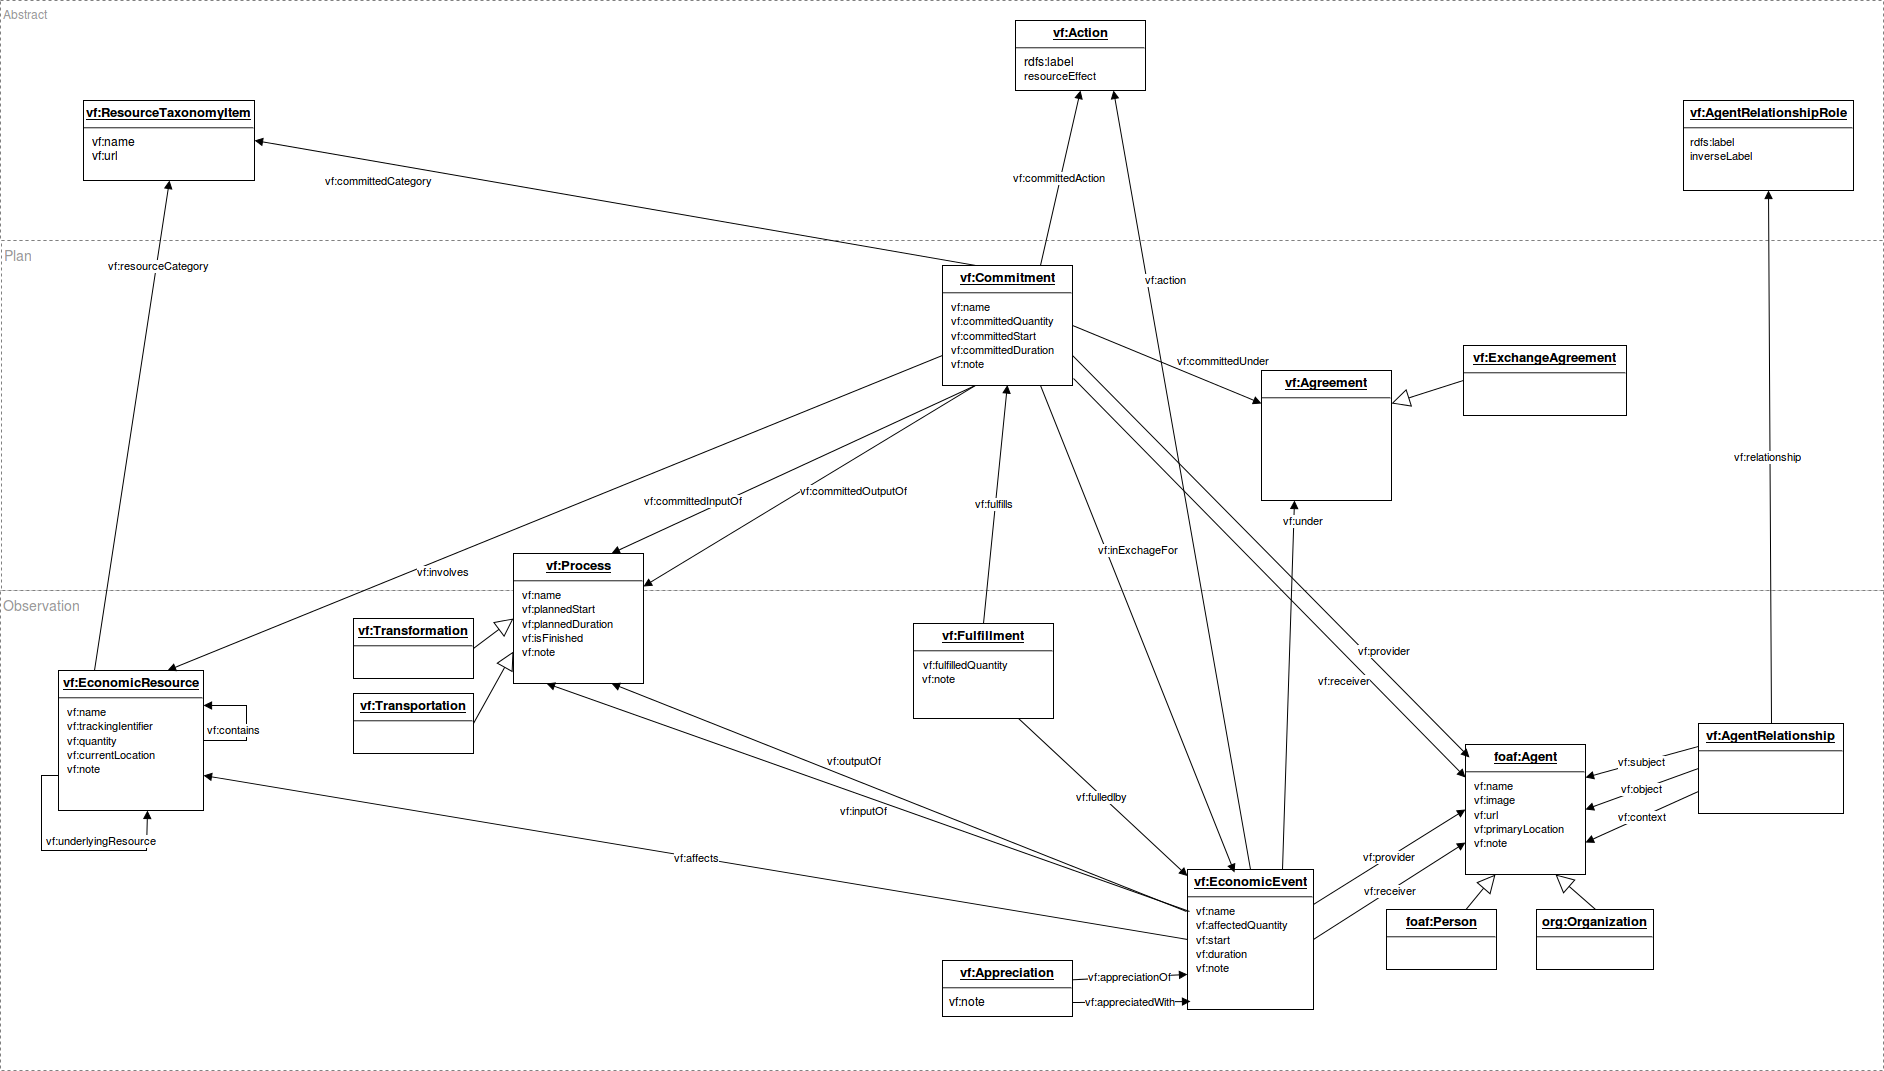 Abstract
vf:Action
rdfs:label
resourceEffect
vf:ResourceTaxonomyItem
vf:name
vf:url
vf:AgentRelationshipRole
rdfs:label
inverseLabel
vf:committedCategory
vf:committedAction
Plan
vf:resourceCategory
vf:Commitment
vf:name
vf:committedQuantity
vf:committedStart
vf:committedDuration
vf:note
vf:action
vf:committedUnder
vf:Agreement
vf:ExchangeAgreement
vf:relationship
vf:committedInputOf
vf:committedOutputOf
vf:fulfills
vf:under
vf:inExchageFor
vf:involves
vf:Process
vf:name
vf:plannedStart
vf:plannedDuration
vf:isFinished
vf:note
Observation
vf:Transformation
vf:Transportation
vf:Fulfillment
vf:fulfilledQuantity
vf:note
vf:provider
vf:receiver
vf:EconomicResource
vf:name
vf:trackingIdentifier
vf:quantity
vf:currentLocation
vf:note
vf:contains
vf:underlyingResource
vf:outputOf
vf:inputOf
vf:affects
vf:fulledIby
foaf:Agent
vf:name
vf:image
vf:url
vf:primaryLocation
vf:note
vf:subject
vf:object
vf:context
vf:AgentRelationship
vf:provider
vf:receiver
vf:EconomicEvent
vf:name
vf:affectedQuantity
vf:start
vf:duration
vf:note
foaf:Person
org:Organization
vf:Appreciation
vf:note
vf:appreciationOf
vf:appreciatedWith